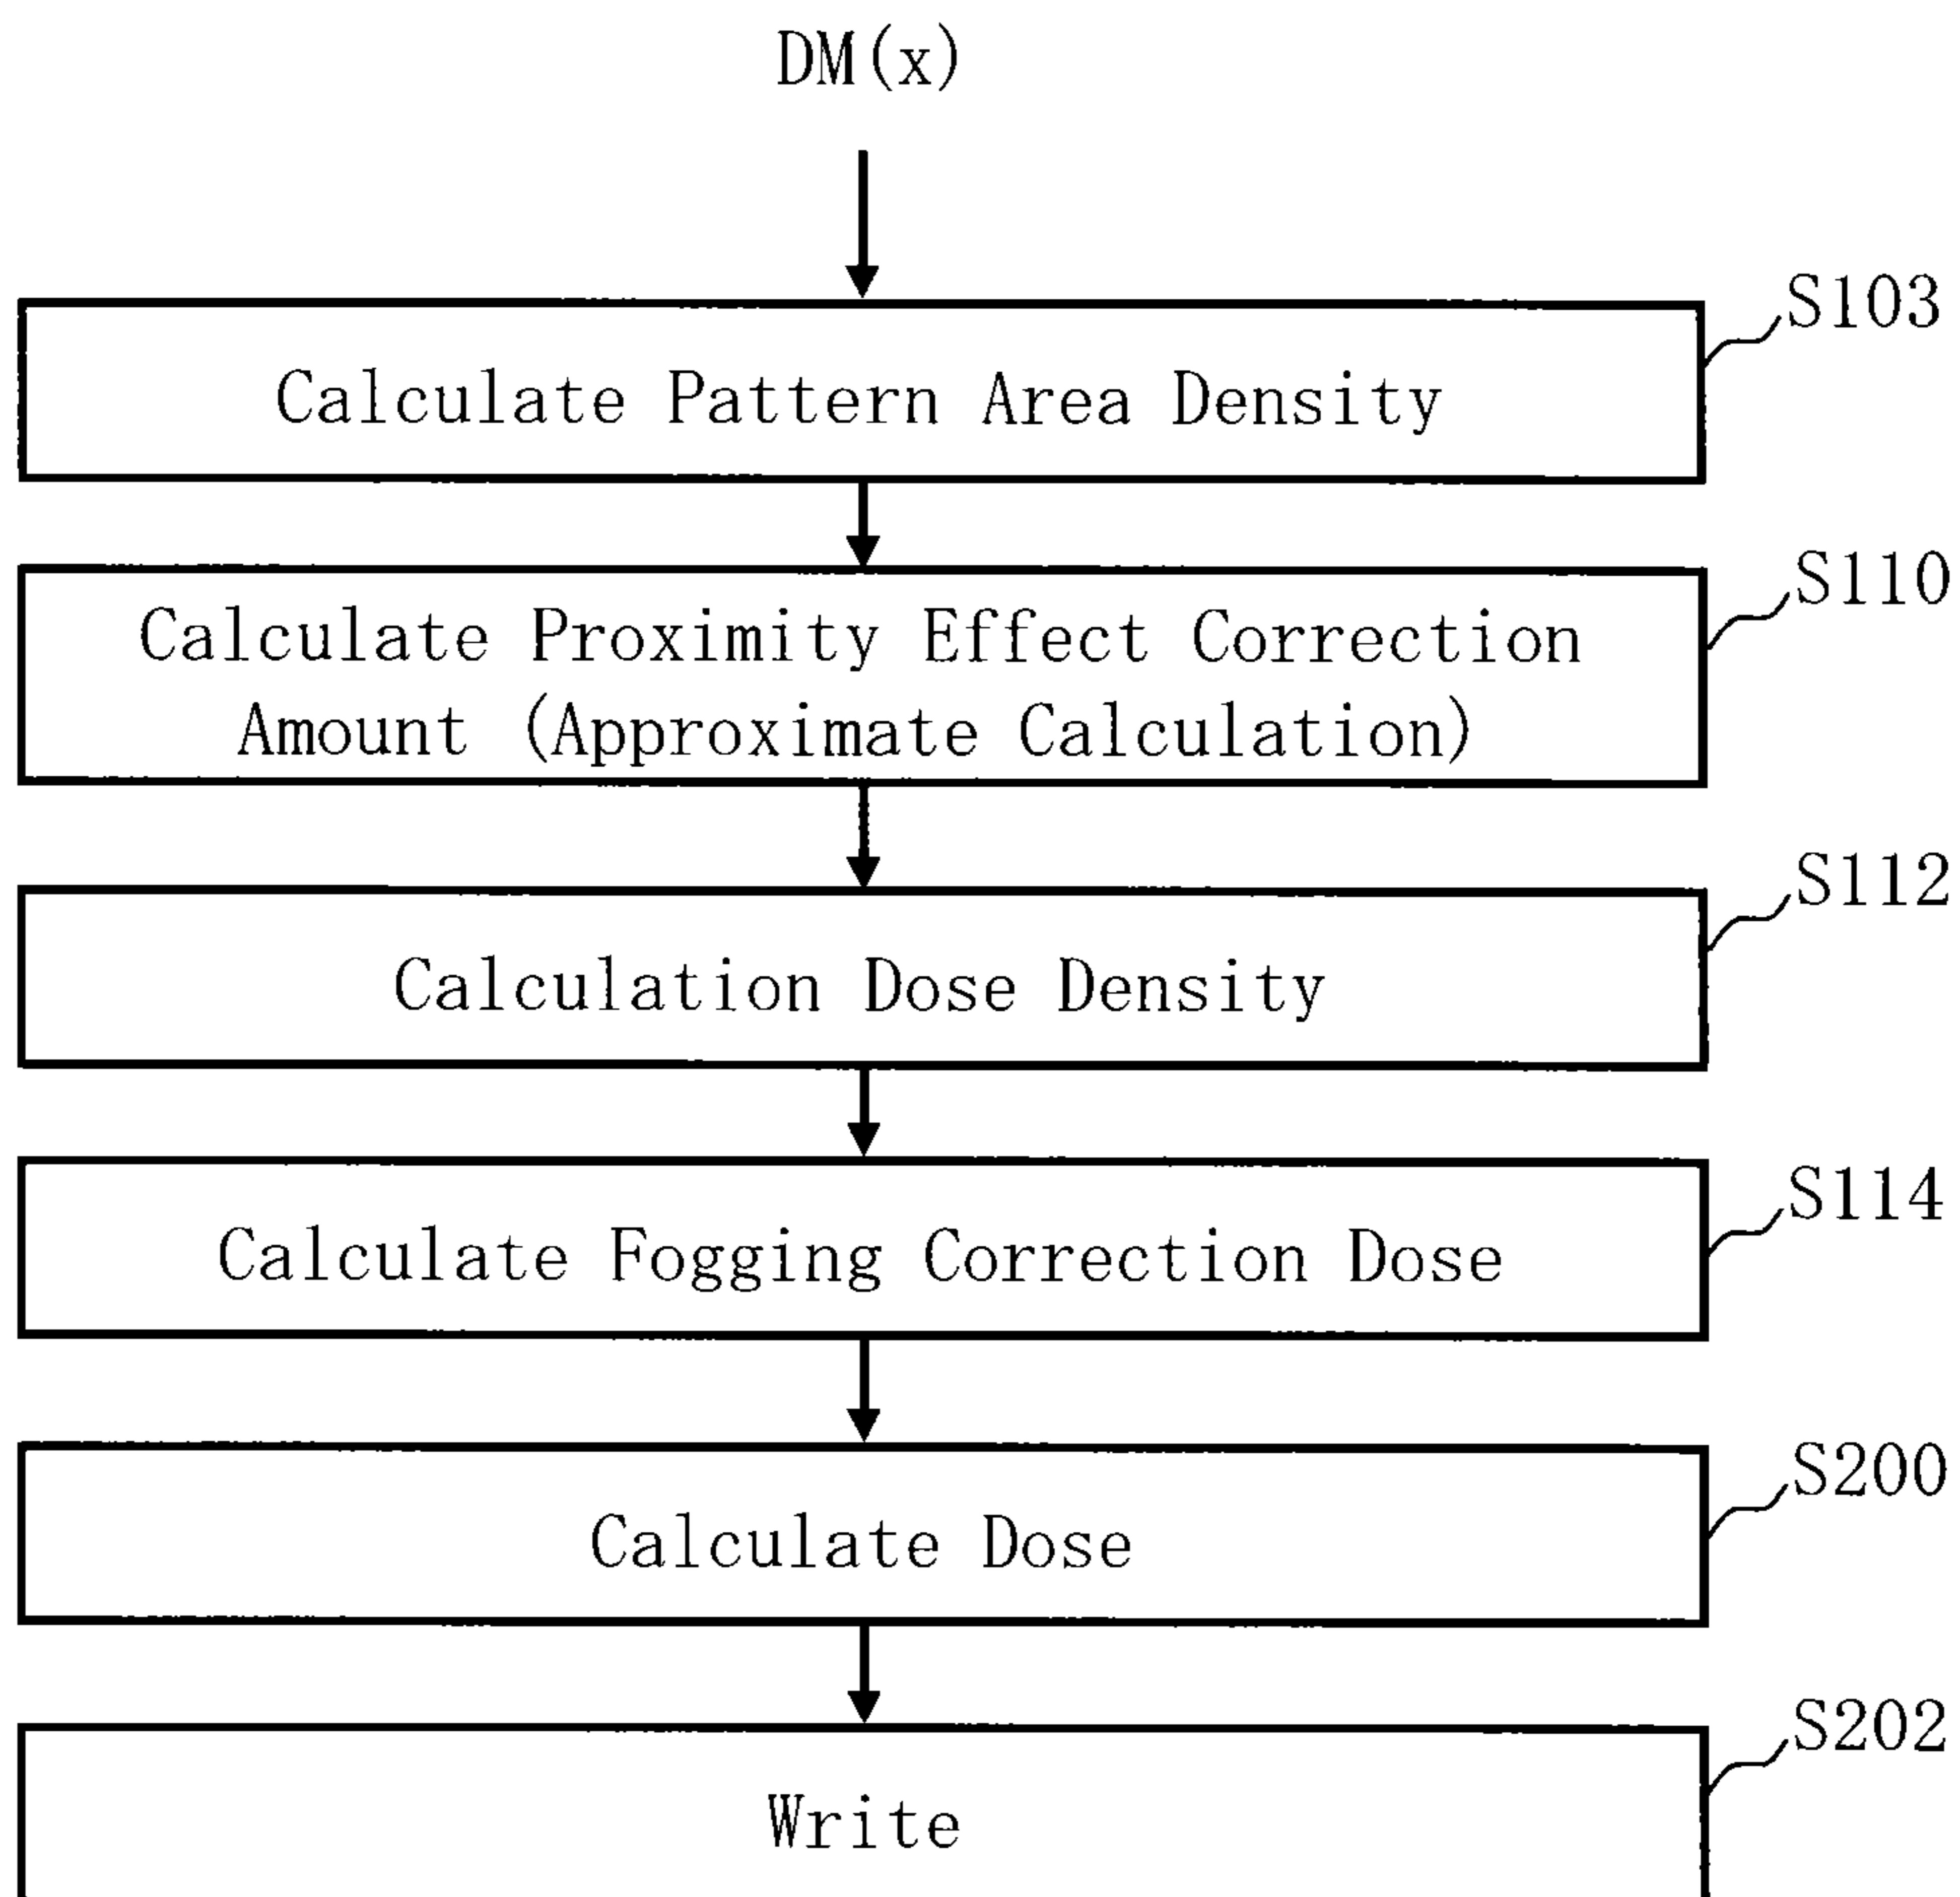 DM(x)
S103
Calculate Pattern Area Density
S110
Calculate Proximity Effect Correction
Amount (Approximate Calculation)
S112
Calculation Dose Density
S114
Calculate Fogging Correction Dose
S200
Calculate Dose
S202
Write